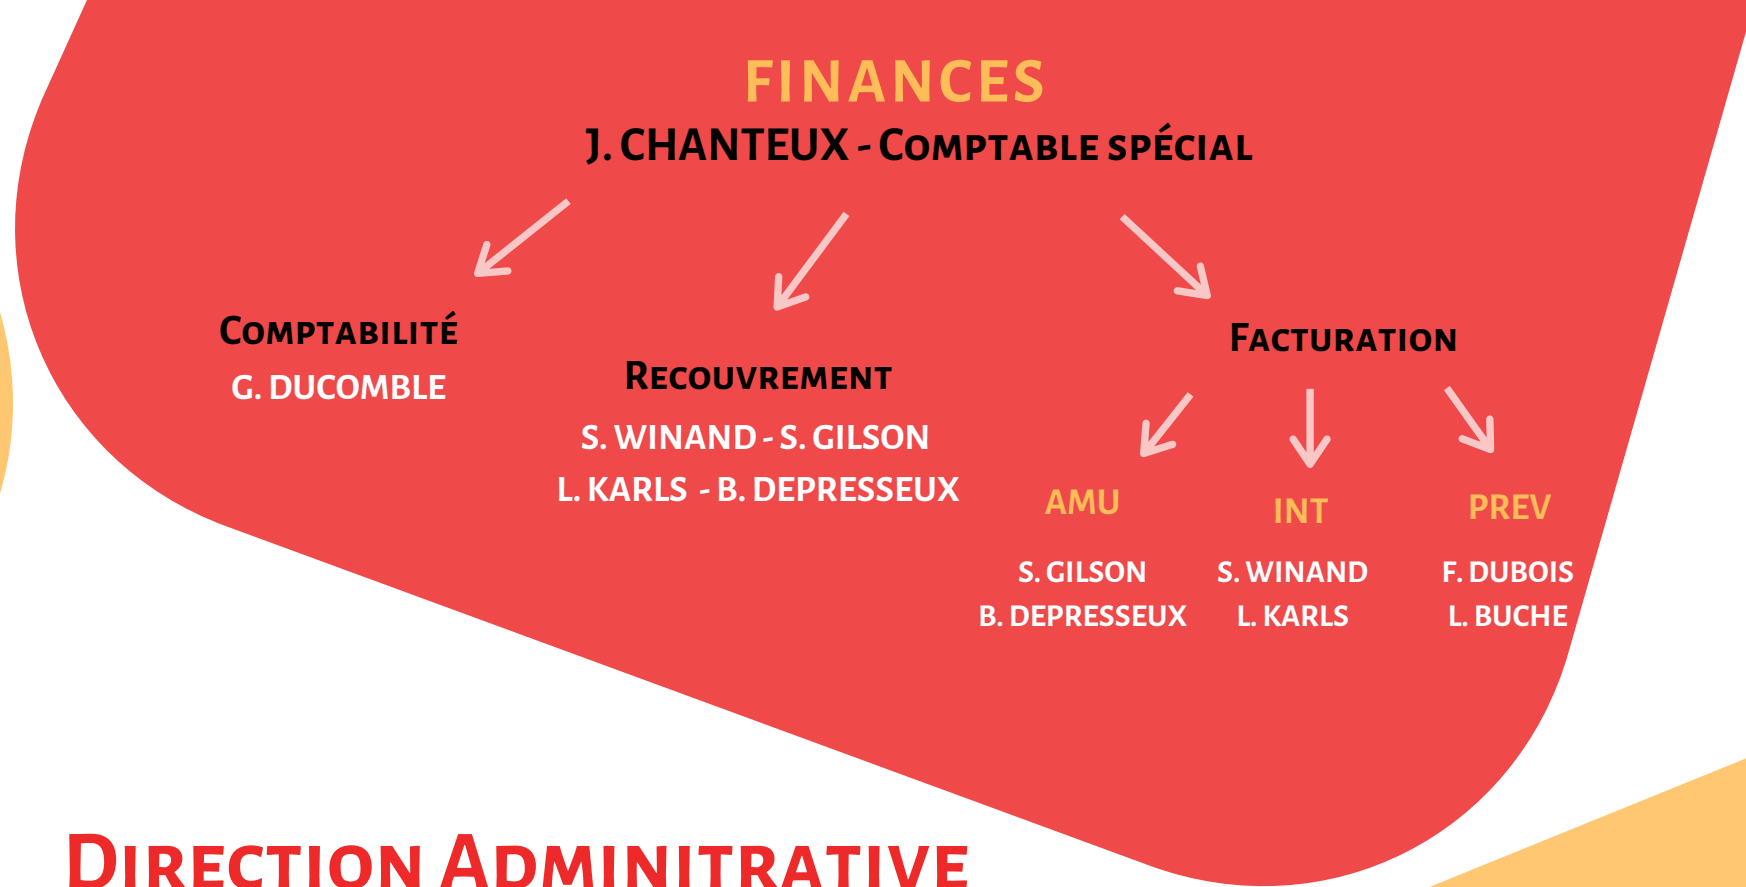 FINANCES
J. CHANTEUX - Comptable spécial
Comptabilité
G. DUCOMBLE
Recouvrement
S. WINAND - S. GILSON
L. KARLS - B. DEPRESSEUX
Facturation
AMU
S. GILSON
B. DEPRESSEUX
INT
S. WINAND
L. KARLS
PREV
F. DUBOIS
L. BUCHE
Direction Adminitrative